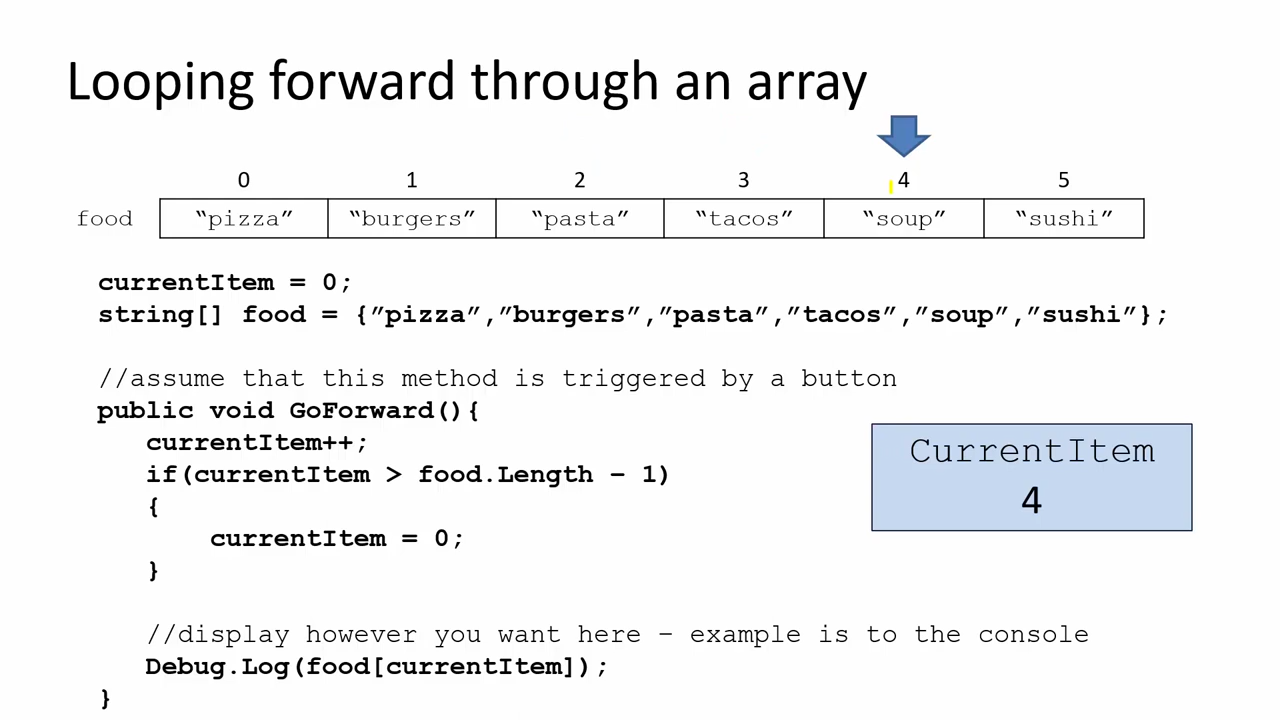 Looping forward through an array
0 1 2 3 4 5
food “pizza” “burgers” “pasta” “tacos” “soup” “sushi”
currentItem = 0;
string[] food = {”pizza”,”burgers”,”pasta”,”tacos”,”soup”,”sushi”};
//assume that this method is triggered by a button
public void GoForward(){
currentItem++;
if(currentItem > food.Length – 1)
{
currentItem = 0;
}
CurrentItem
4
//display however you want here – example is to the console
Debug.Log(food[currentItem]);
}